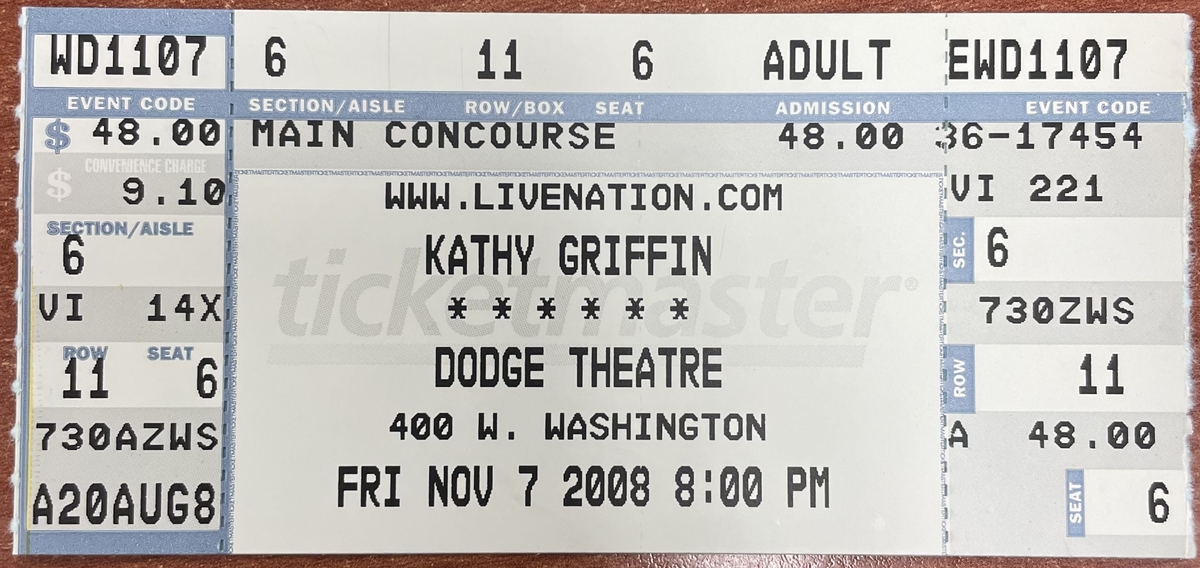 WD1107
EVENT CODE
$ 48.00
CONVENIENCE CHARGE
$ 9.10
SECTION/AISLE
6
VI 14X
ROW SEAT
11 6
730AZWS
A20AUG8
6 11 6 ADULT
SECTION/AISLE ROW/BOX SEAT ADMISSION
MAIN CONCOURSE 48.00
WWW.LIVENATION.COM
KATHY GRIFFIN
ticketmaster®
* * * * * *
DODGE THEATRE
400 W. WASHINGTON
FRI NOV 7 2008 8:00 PM
EWD1107
EVENT CODE
36-17454
VI 221
SEC. 6
730ZWS
ROW 11
A 48.00
SEAT 6